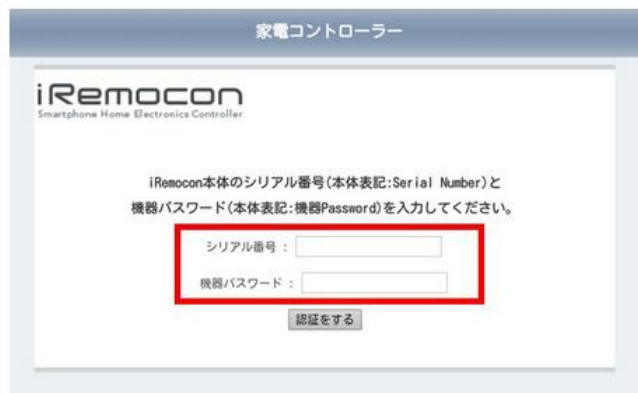 家電コントローラー
iRemocon
Smartphone Home Electronics Controller
iRemocon本体のシリアル番号(本体表記:Serial Number)と
機器パスワード(本体表記:機器Password)を入力してください。
シリアル番号 :
機器パスワード :
認証をする